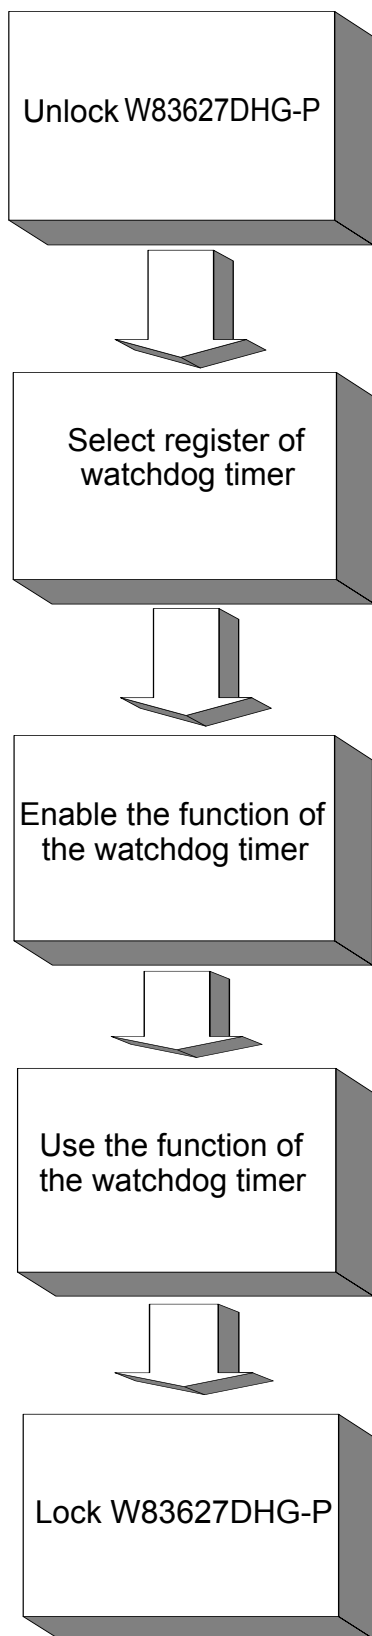 Unlock W83627DHG-P
Select register of
watchdog timer
Enable the function of
the watchdog timer
Use the function of
the watchdog timer
Lock W83627DHG-P